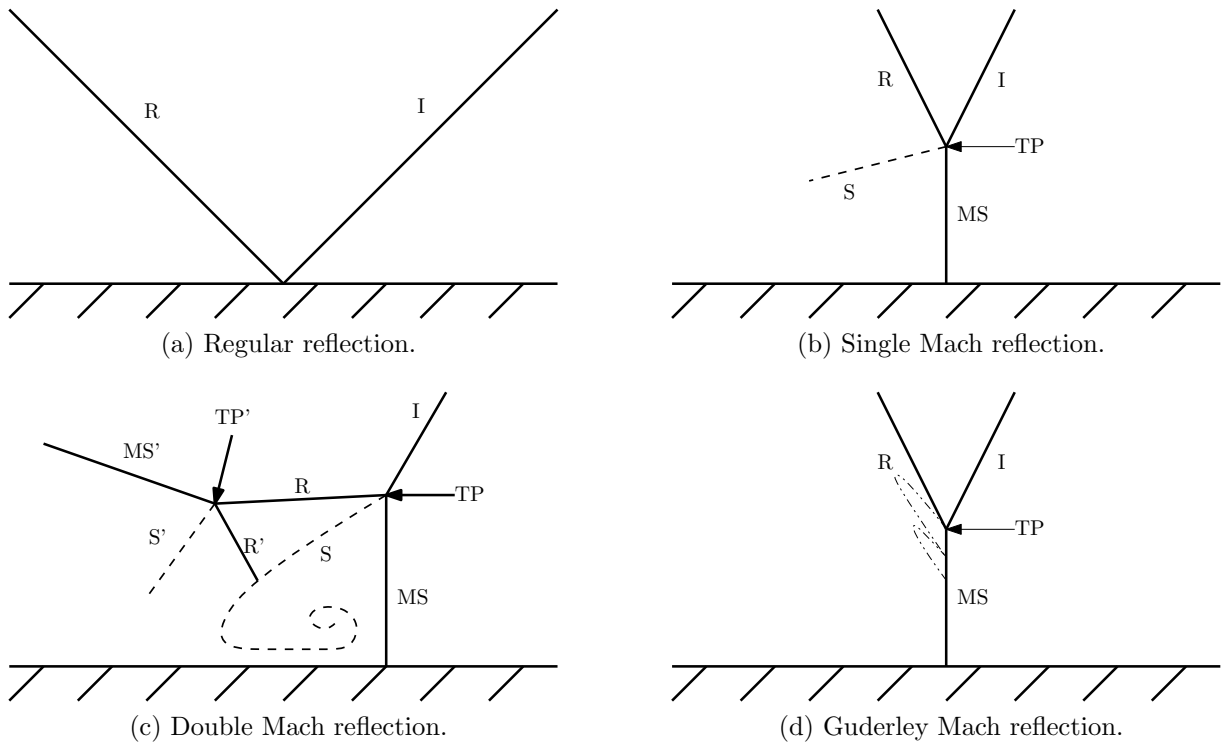 R
I
(a) Regular reflection.
R
I
TP
S
MS
(b) Single Mach reflection.
I
TP'
MS'
R
TP
S'
R'
S
MS
(c) Double Mach reflection.
R
I
TP
MS
(d) Guderley Mach reflection.